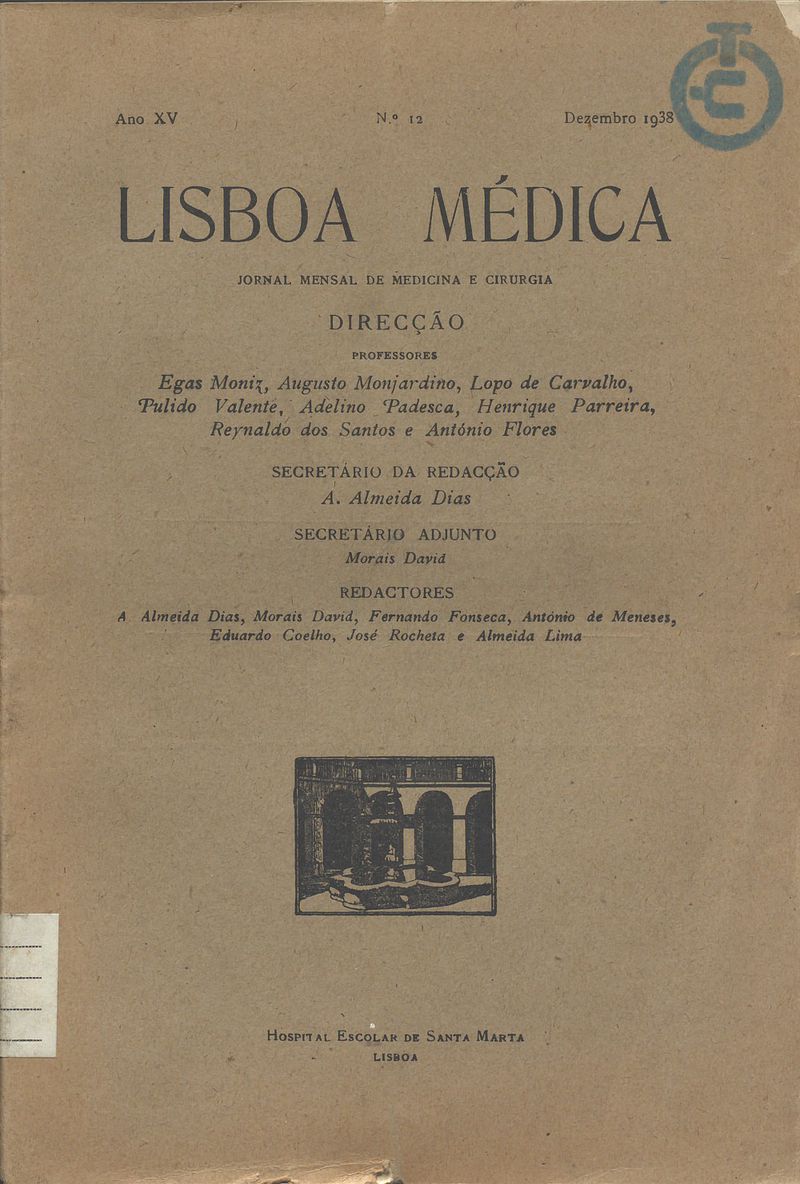 Ano XV N.º 12 Dezembro 1938
LISBOA MÉDICA
JORNAL MENSAL DE MEDICINA E CIRURGIA
DIRECÇÃO
PROFESSORES
Egas Moniz, Augusto Monjardino, Lopo de Carvalho,
Pulido Valente, Adelino Padesca, Henrique Parreira,
Reynaldo dos Santos e António Flores
SECRETÁRIO DA REDACÇÃO
A. Almeida Dias
SECRETÁRIO ADJUNTO
Morais David
REDACTORES
A Almeida Dias, Morais David, Fernando Fonseca, António de Meneses,
Eduardo Coelho, José Rocheta e Almeida Lima
HOSPITAL ESCOLAR DE SANTA MARTA
LISBOA